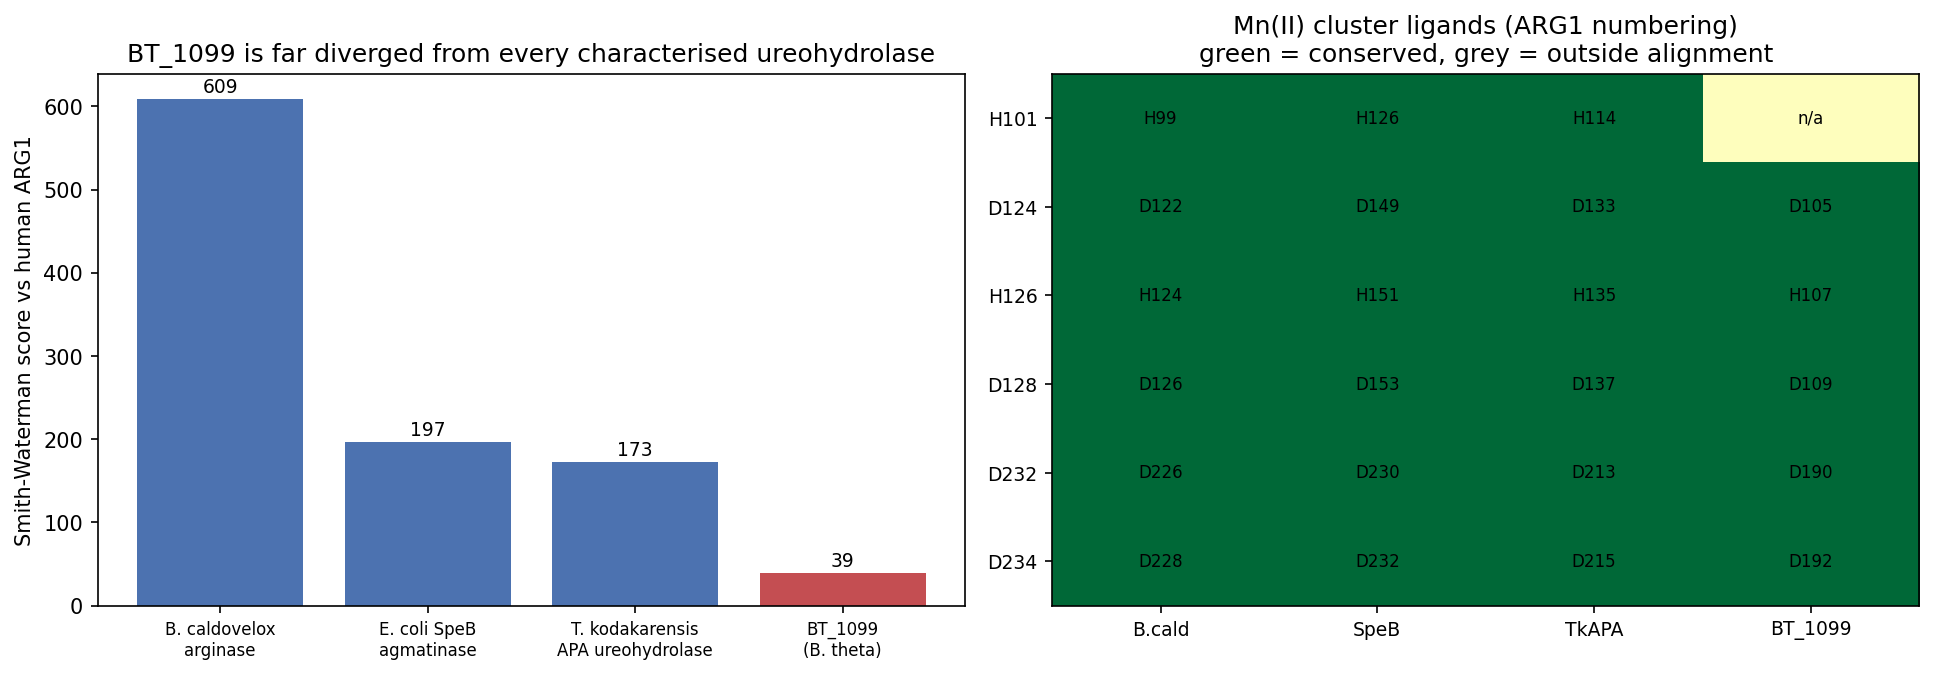 BT_1099 is far diverged from every characterised ureohydrolase
Smith-Waterman score vs human ARG1
600
500
400
300
200
100
0
609
197
173
39
B. caldovelox
arginase
E. coli SpeB
agmatinase
T. kodakarensis
APA ureohydrolase
BT_1099
(B. theta)
Mn(II) cluster ligands (ARG1 numbering)
green = conserved, grey = outside alignment
H101 H99 H126 H114 n/a
D124 D122 D149 D133 D105
H126 H124 H151 H135 H107
D128 D126 D153 D137 D109
D232 D226 D230 D213 D190
D234 D228 D232 D215 D192
B.cald SpeB TkAPA BT_1099